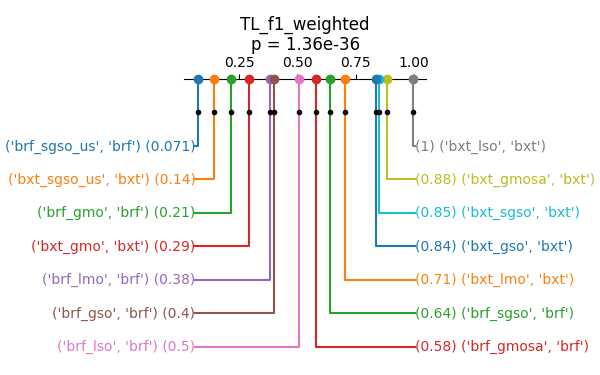 TL_f1_weighted
p = 1.36e-36
0.25 0.50 0.75 1.00
('brf_sgso_us', 'brf') (0.071) (1) ('bxt_lso', 'bxt')
('bxt_sgso_us', 'bxt') (0.14) (0.88) ('bxt_gmosa', 'bxt')
('brf_gmo', 'brf') (0.21) (0.85) ('bxt_sgso', 'bxt')
('bxt_gmo', 'bxt') (0.29) (0.84) ('bxt_gso', 'bxt')
('brf_lmo', 'brf') (0.38) (0.71) ('bxt_lmo', 'bxt')
('brf_gso', 'brf') (0.4) (0.64) ('brf_sgso', 'brf')
('brf_lso', 'brf') (0.5) (0.58) ('brf_gmosa', 'brf')